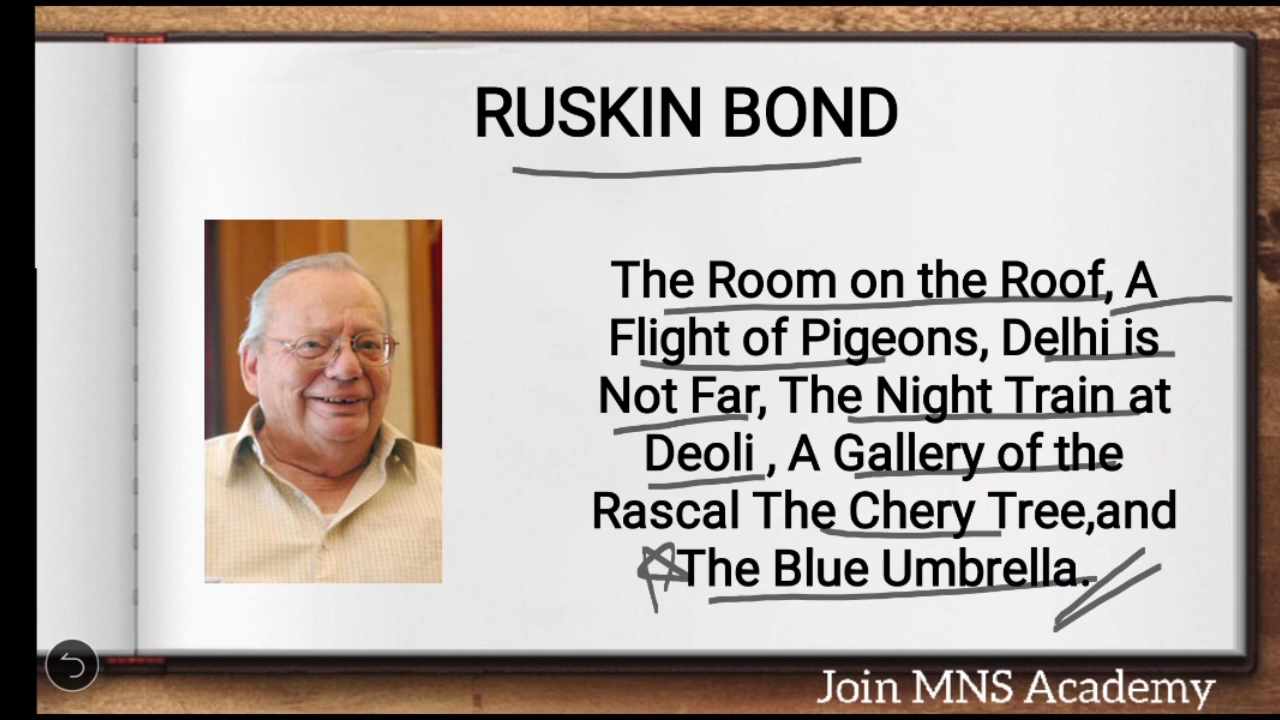 RUSKIN BOND
The Room on the Roof, A
Flight of Pigeons, Delhi is
Not Far, The Night Train at
Deoli , A Gallery of the
Rascal The Chery Tree,and
The Blue Umbrella.
Join MNS Academy